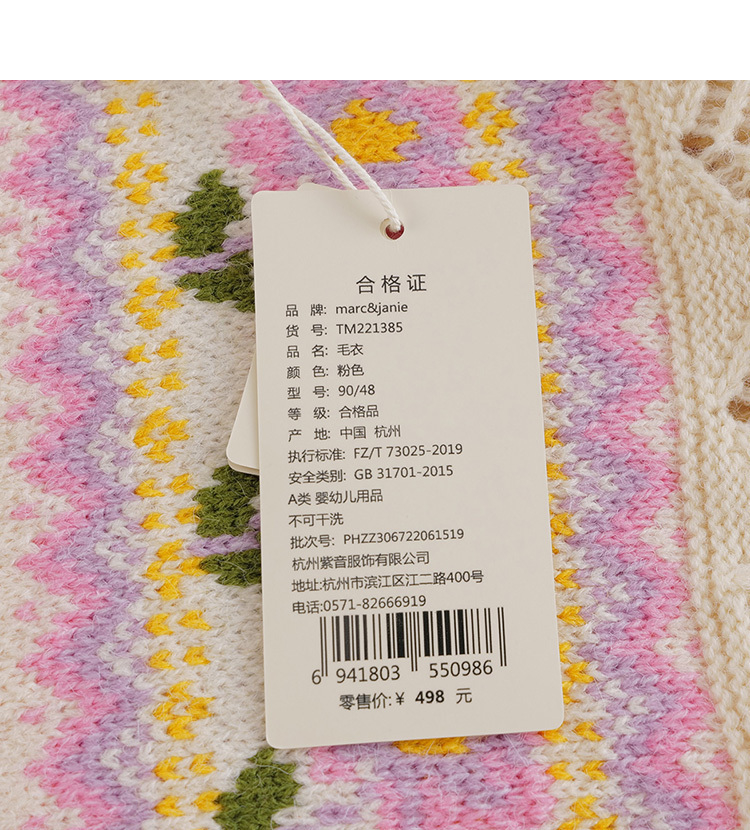 合格证
品 牌: marc&janie
货 号: TM221385
品 名: 毛衣
颜 色: 粉色
型 号: 90/48
等 级: 合格品
产 地: 中国 杭州
执行标准: FZ/T 73025-2019
安全类别: GB 31701-2015
A类 婴幼儿用品
不可干洗
批次号: PHZZ306722061519
杭州紫音服饰有限公司
地址:杭州市滨江区江二路400号
电话:0571-82666919
6 941803 550986
零售价:¥ 498 元